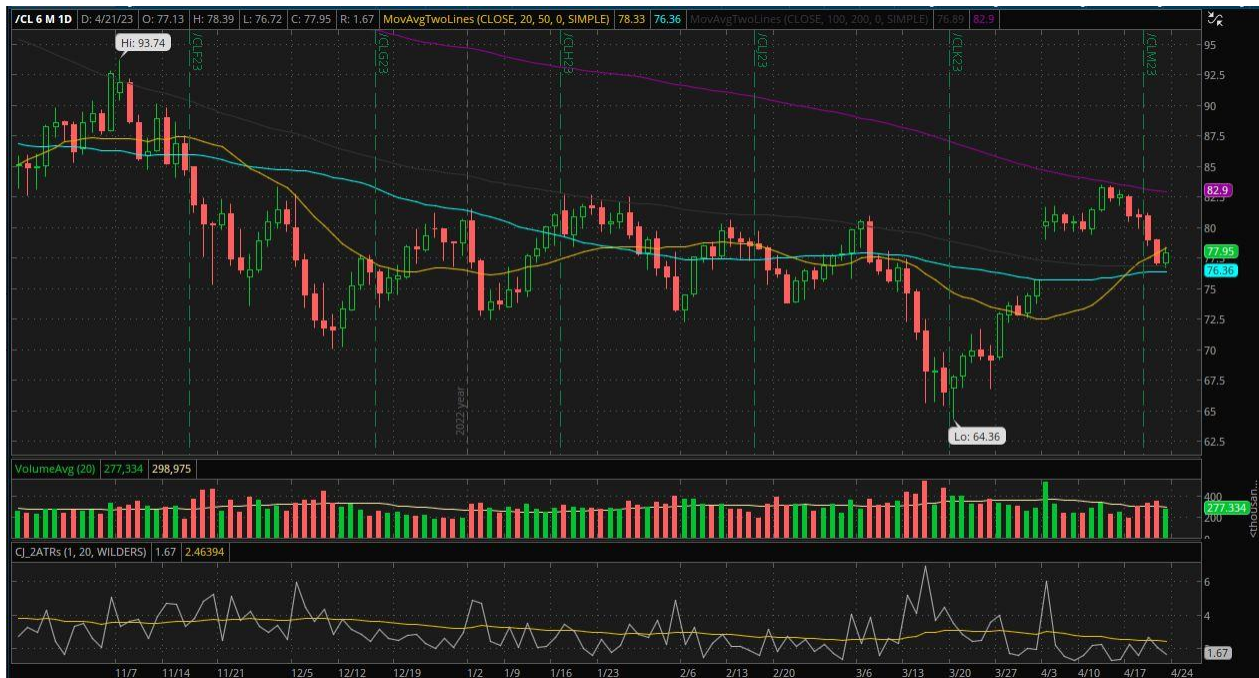 /CL 6 M 1D D: 4/21/23 O: 77.13 H: 78.39 L: 76.72 C: 77.95 R: 1.67 MovAvgTwoLines (CLOSE, 20, 50, 0, SIMPLE) 78.33 76.36 MovAvgTwoLines (CLOSE, 100, 200, 0, SIMPLE) 76.89 82.9
Hi: 93.74
/CLF23
/CLG23
/CLH23
/CLJ23
/CLK23
/CLM23
95
92.5
90
87.5
85
82.9
82.5
80
77.95
77.5
76.36
75
72.5
70
67.5
65
62.5
2022 year
Lo: 64.36
VolumeAvg (20) 277,334 298,975
400
277.334
200
0
<thousan...
CJ_2ATRs (1, 20, WILDERS) 1.67 2.46394
6
4
1.67
11/7 11/14 11/21 12/5 12/12 12/19 1/2 1/9 1/16 1/23 2/6 2/13 2/20 3/6 3/13 3/20 3/27 4/3 4/10 4/17 4/24